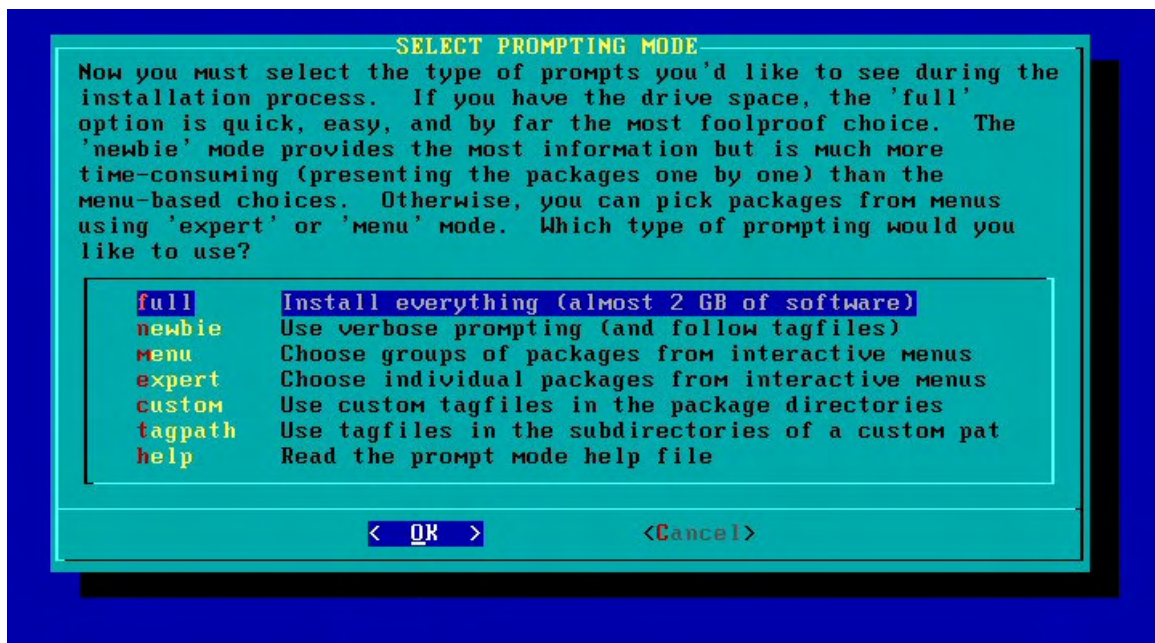 SELECT PROMPTING MODE
Now you must select the type of prompts you'd like to see during the
installation process.  If you have the drive space, the 'full'
option is quick, easy, and by far the most foolproof choice.  The
'newbie' mode provides the most information but is much more
time-consuming (presenting the packages one by one) than the
menu-based choices.  Otherwise, you can pick packages from menus
using 'expert' or 'menu' mode.  Which type of prompting would you
like to use?
full Install everything (almost 2 GB of software)
newbie Use verbose prompting (and follow tagfiles)
menu Choose groups of packages from interactive menus
expert Choose individual packages from interactive menus
custom Use custom tagfiles in the package directories
tagpath Use tagfiles in the subdirectories of a custom pat
help Read the prompt mode help file
< OK > <Cancel>